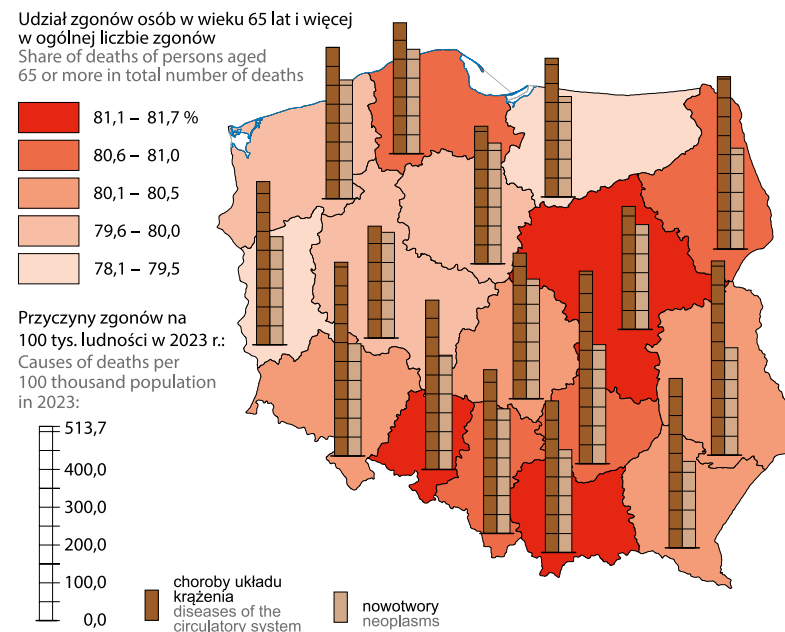 Udział zgonów osób w wieku 65 lat i więcej
w ogólnej liczbie zgonów
Share of deaths of persons aged
65 or more in total number of deaths
81,1 – 81,7 %
80,6 – 81,0
80,1 – 80,5
79,6 – 80,0
78,1 – 79,5
Przyczyny zgonów na
100 tys. ludności w 2023 r.:
Causes of deaths per
100 thousand population
in 2023:
513,7
400,0
300,0
200,0
100,0
0,0
choroby układu
krążenia
diseases of the
circulatory system
nowotwory
neoplasms